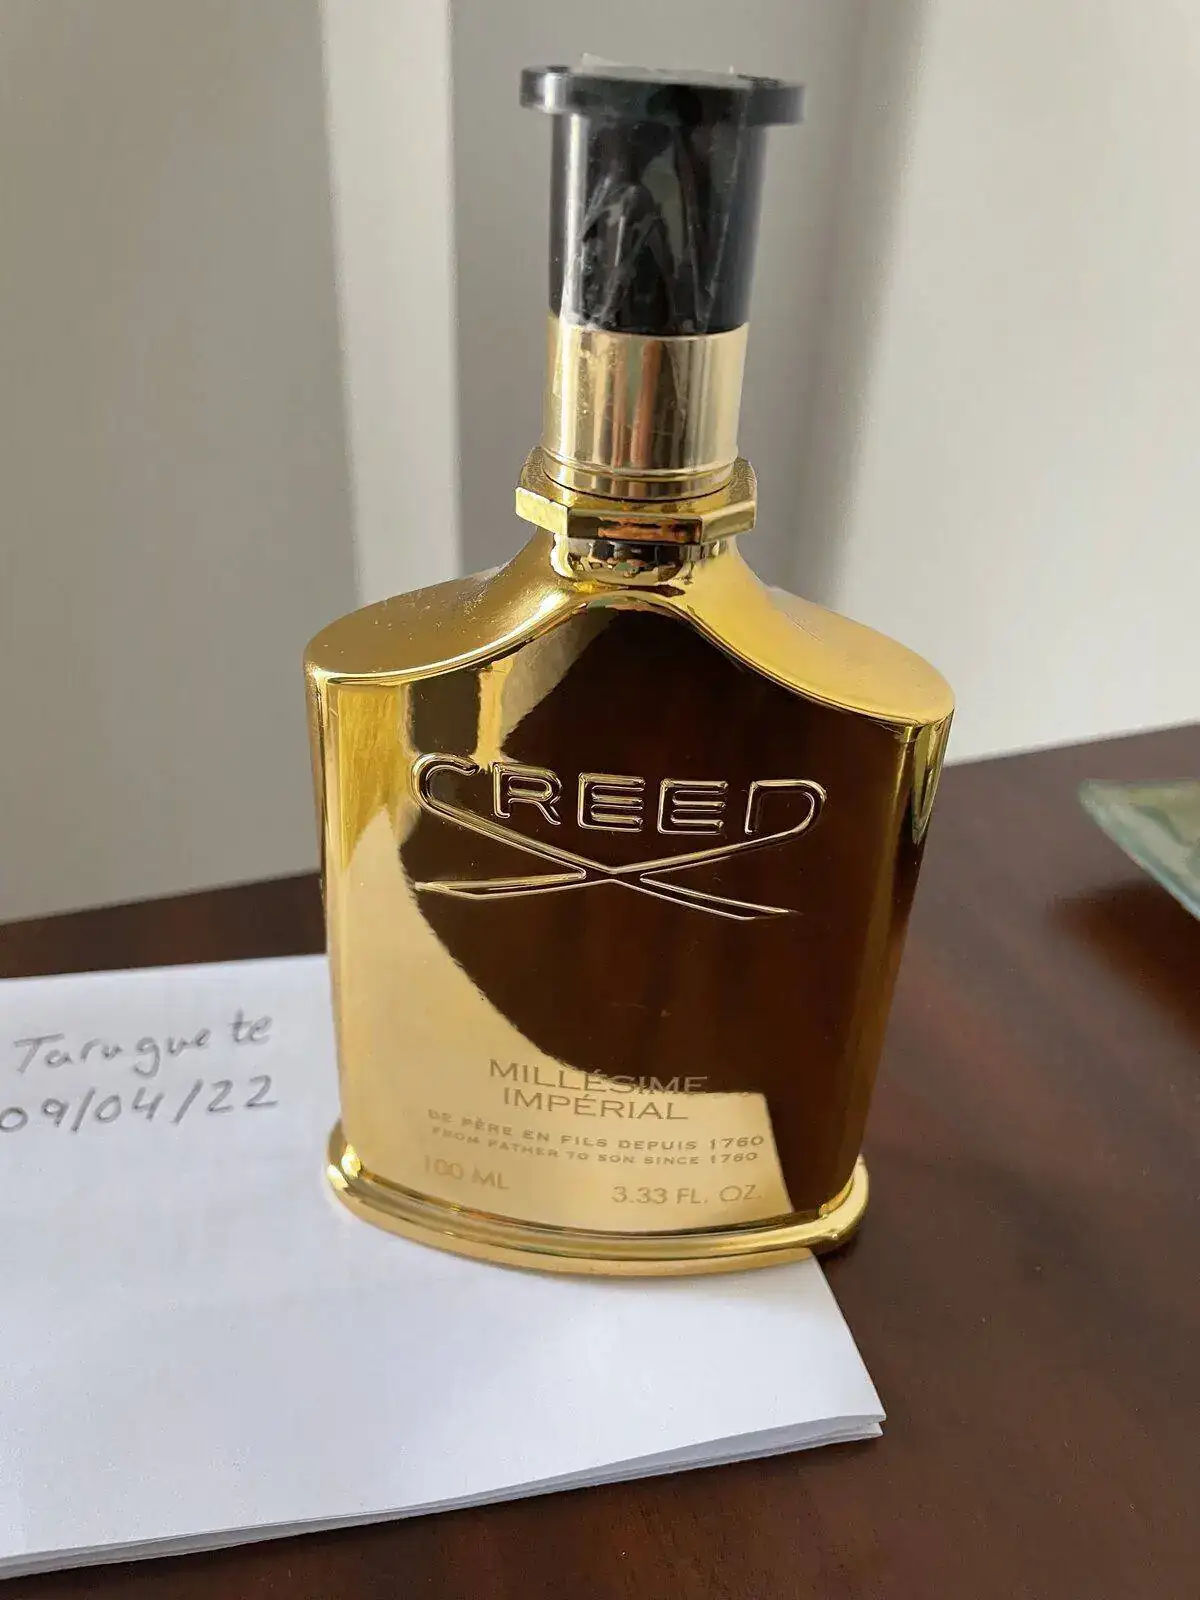 CREED
Taruguete
09/04/22
MILLÉSIME
IMPÉRIAL
DE PÈRE EN FILS DEPUIS 1760
FROM FATHER TO SON SINCE 1760
100 ML
3.33 FL. OZ.